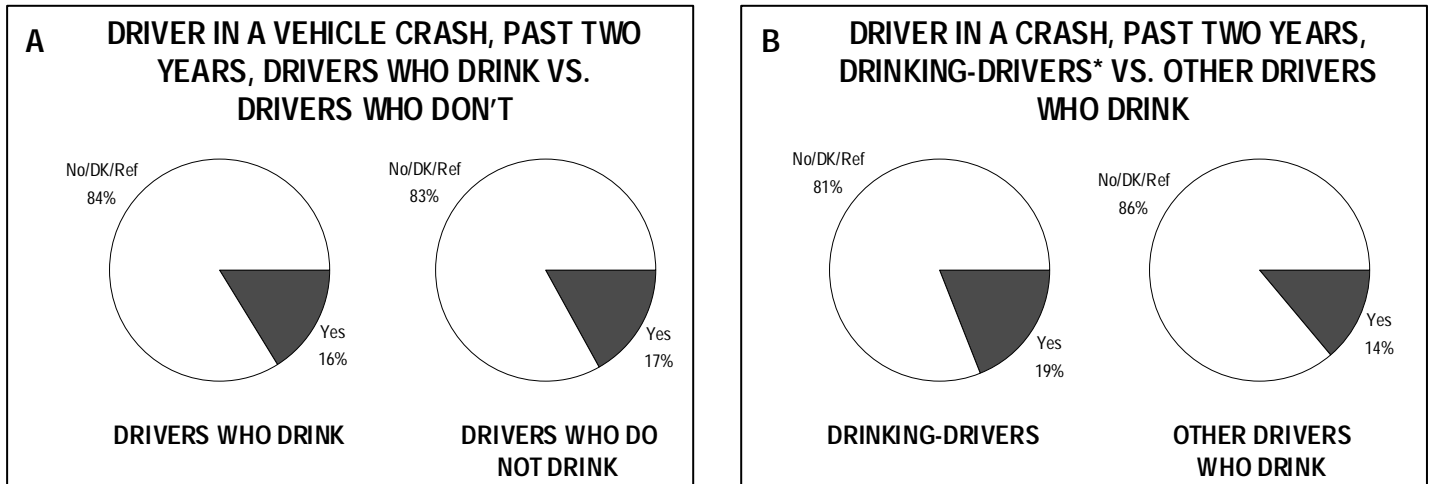 A
DRIVER IN A VEHICLE CRASH, PAST TWO
YEARS, DRIVERS WHO DRINK VS.
DRIVERS WHO DON'T
No/DK/Ref
84%
Yes
16%
DRIVERS WHO DRINK
No/DK/Ref
83%
Yes
17%
DRIVERS WHO DO
NOT DRINK
B
DRIVER IN A CRASH, PAST TWO YEARS,
DRINKING-DRIVERS* VS. OTHER DRIVERS
WHO DRINK
No/DK/Ref
81%
Yes
19%
DRINKING-DRIVERS
No/DK/Ref
86%
Yes
14%
OTHER DRIVERS
WHO DRINK